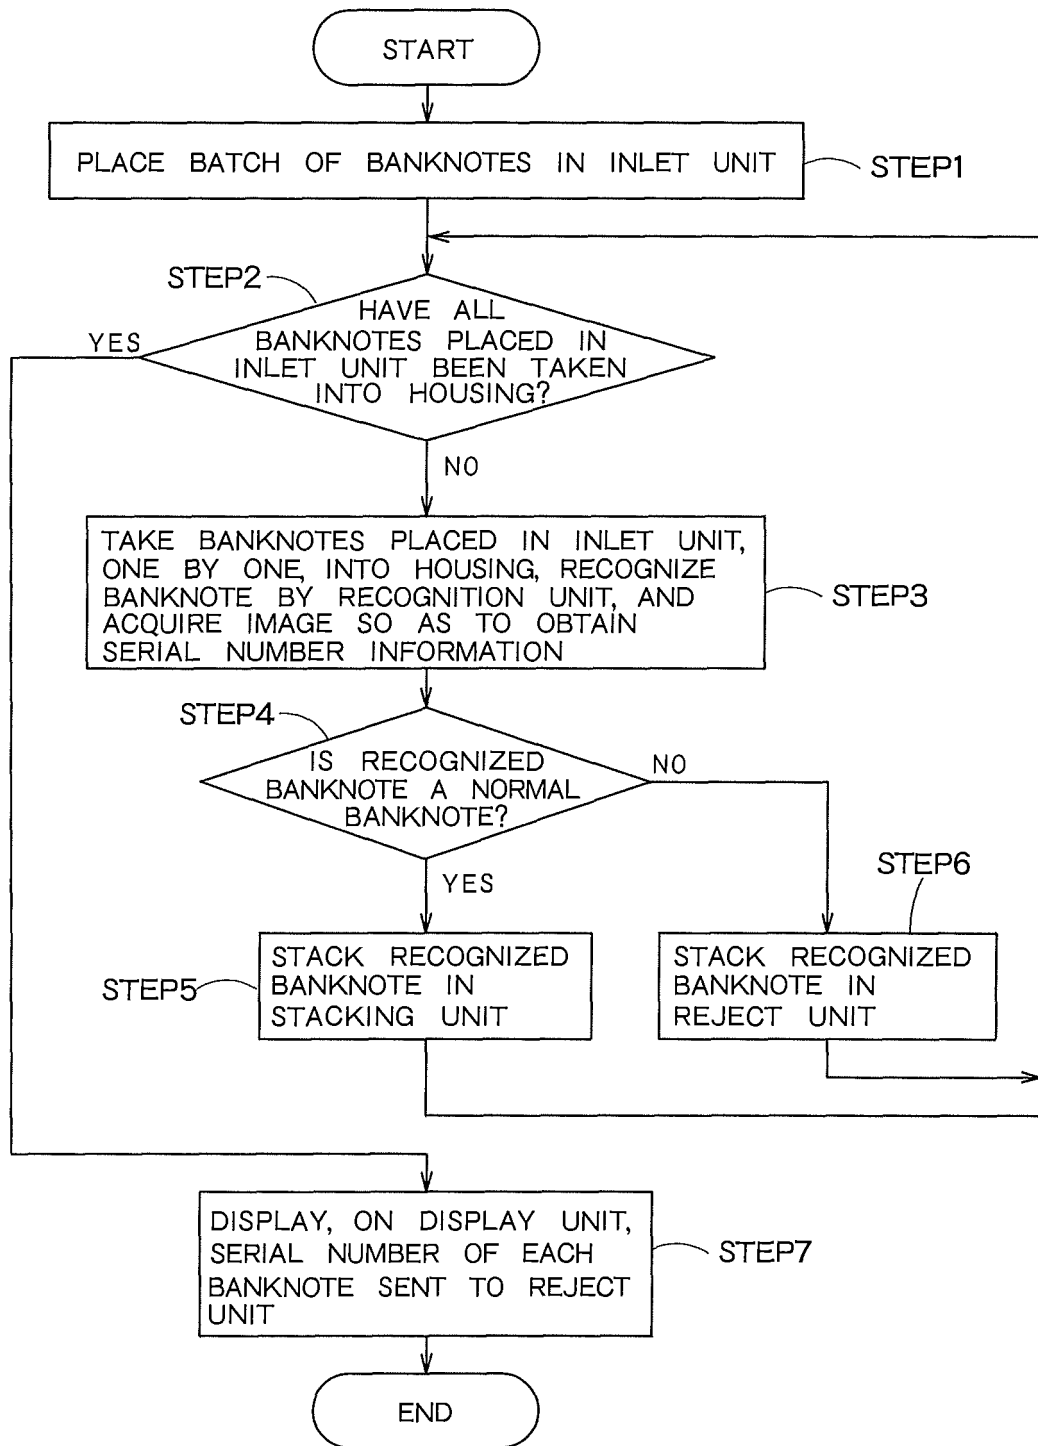 START
PLACE BATCH OF BANKNOTES IN INLET UNIT
STEP1
STEP2
HAVE ALL
BANKNOTES PLACED IN
INLET UNIT BEEN TAKEN
INTO HOUSING?
YES
NO
TAKE BANKNOTES PLACED IN INLET UNIT,
ONE BY ONE, INTO HOUSING, RECOGNIZE
BANKNOTE BY RECOGNITION UNIT, AND
ACQUIRE IMAGE SO AS TO OBTAIN
SERIAL NUMBER INFORMATION
STEP3
STEP4
IS RECOGNIZED
BANKNOTE A NORMAL
BANKNOTE?
NO
YES
STEP6
STACK RECOGNIZED
BANKNOTE IN
STACKING UNIT
STEP5
STACK RECOGNIZED
BANKNOTE IN
REJECT UNIT
DISPLAY, ON DISPLAY UNIT,
SERIAL NUMBER OF EACH
BANKNOTE SENT TO REJECT
UNIT
STEP7
END